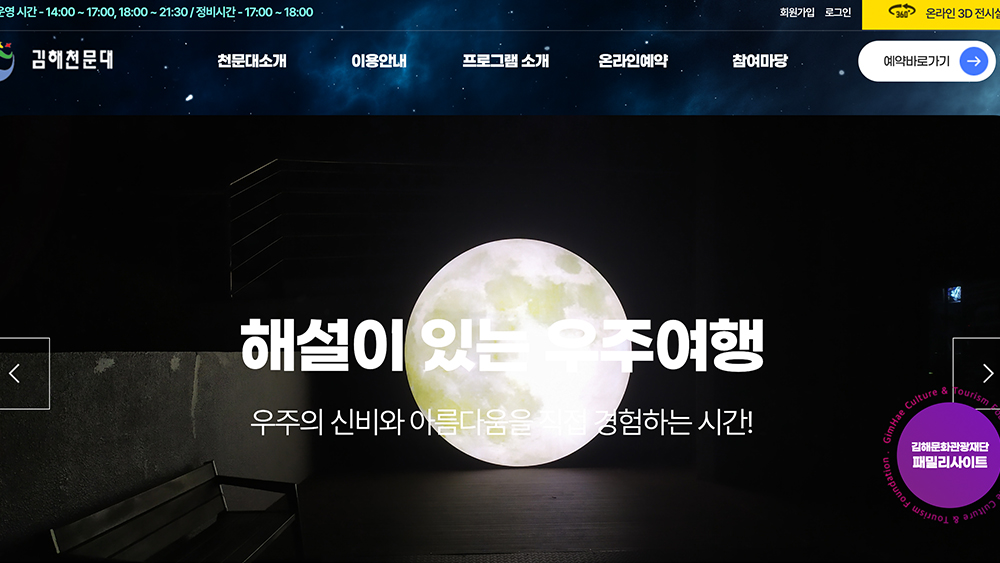 운영 시간 - 14:00 ~ 17:00, 18:00 ~ 21:30 / 정비시간 - 17:00 ~ 18:00
회원가입 로그인
360°
온라인 3D 전시실
김해천문대
천문대소개 이용안내 프로그램 소개 온라인예약 참여마당
예약바로가기
해설이 있는 우주여행
우주의 신비와 아름다움을 직접 경험하는 시간!
GimHae Culture & Tourism
김해문화관광재단
패밀리사이트
Culture & Tourism Foundation